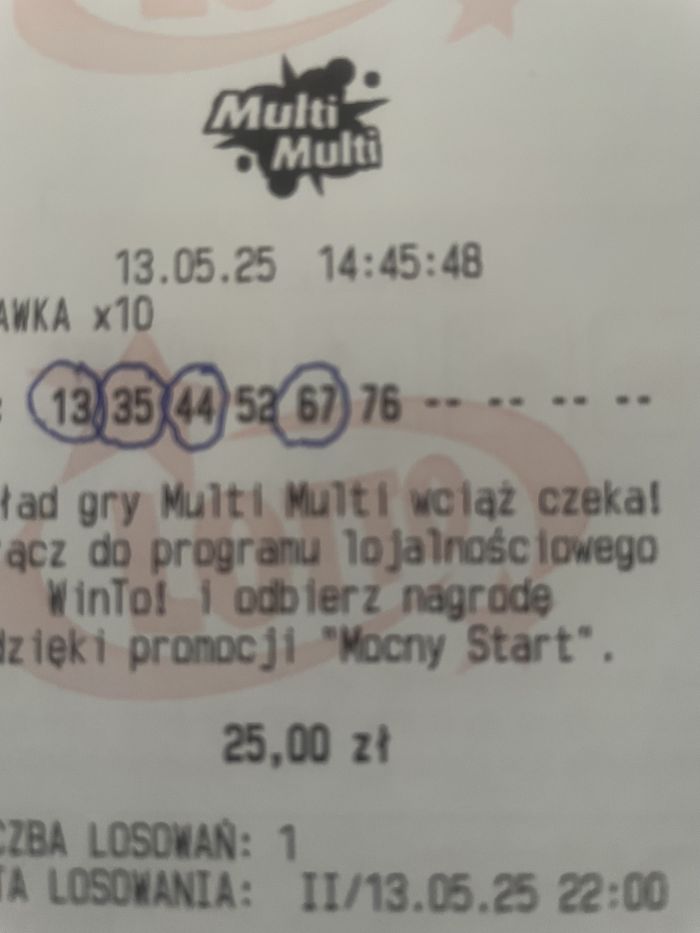 Multi
Multi
13.05.25 14:45:48
AWKA x10
: 13 35 44 52 67 76 -- -- -- --
ład gry Multi Multi wciąż czeka!
ącz do programu lojalnościowego
WinTo! i odbierz nagrodę
dzięki promocji "Mocny Start".
25,00 zł
CZBA LOSOWAŃ: 1
TA LOSOWANIA: II/13.05.25 22:00
LOTTO